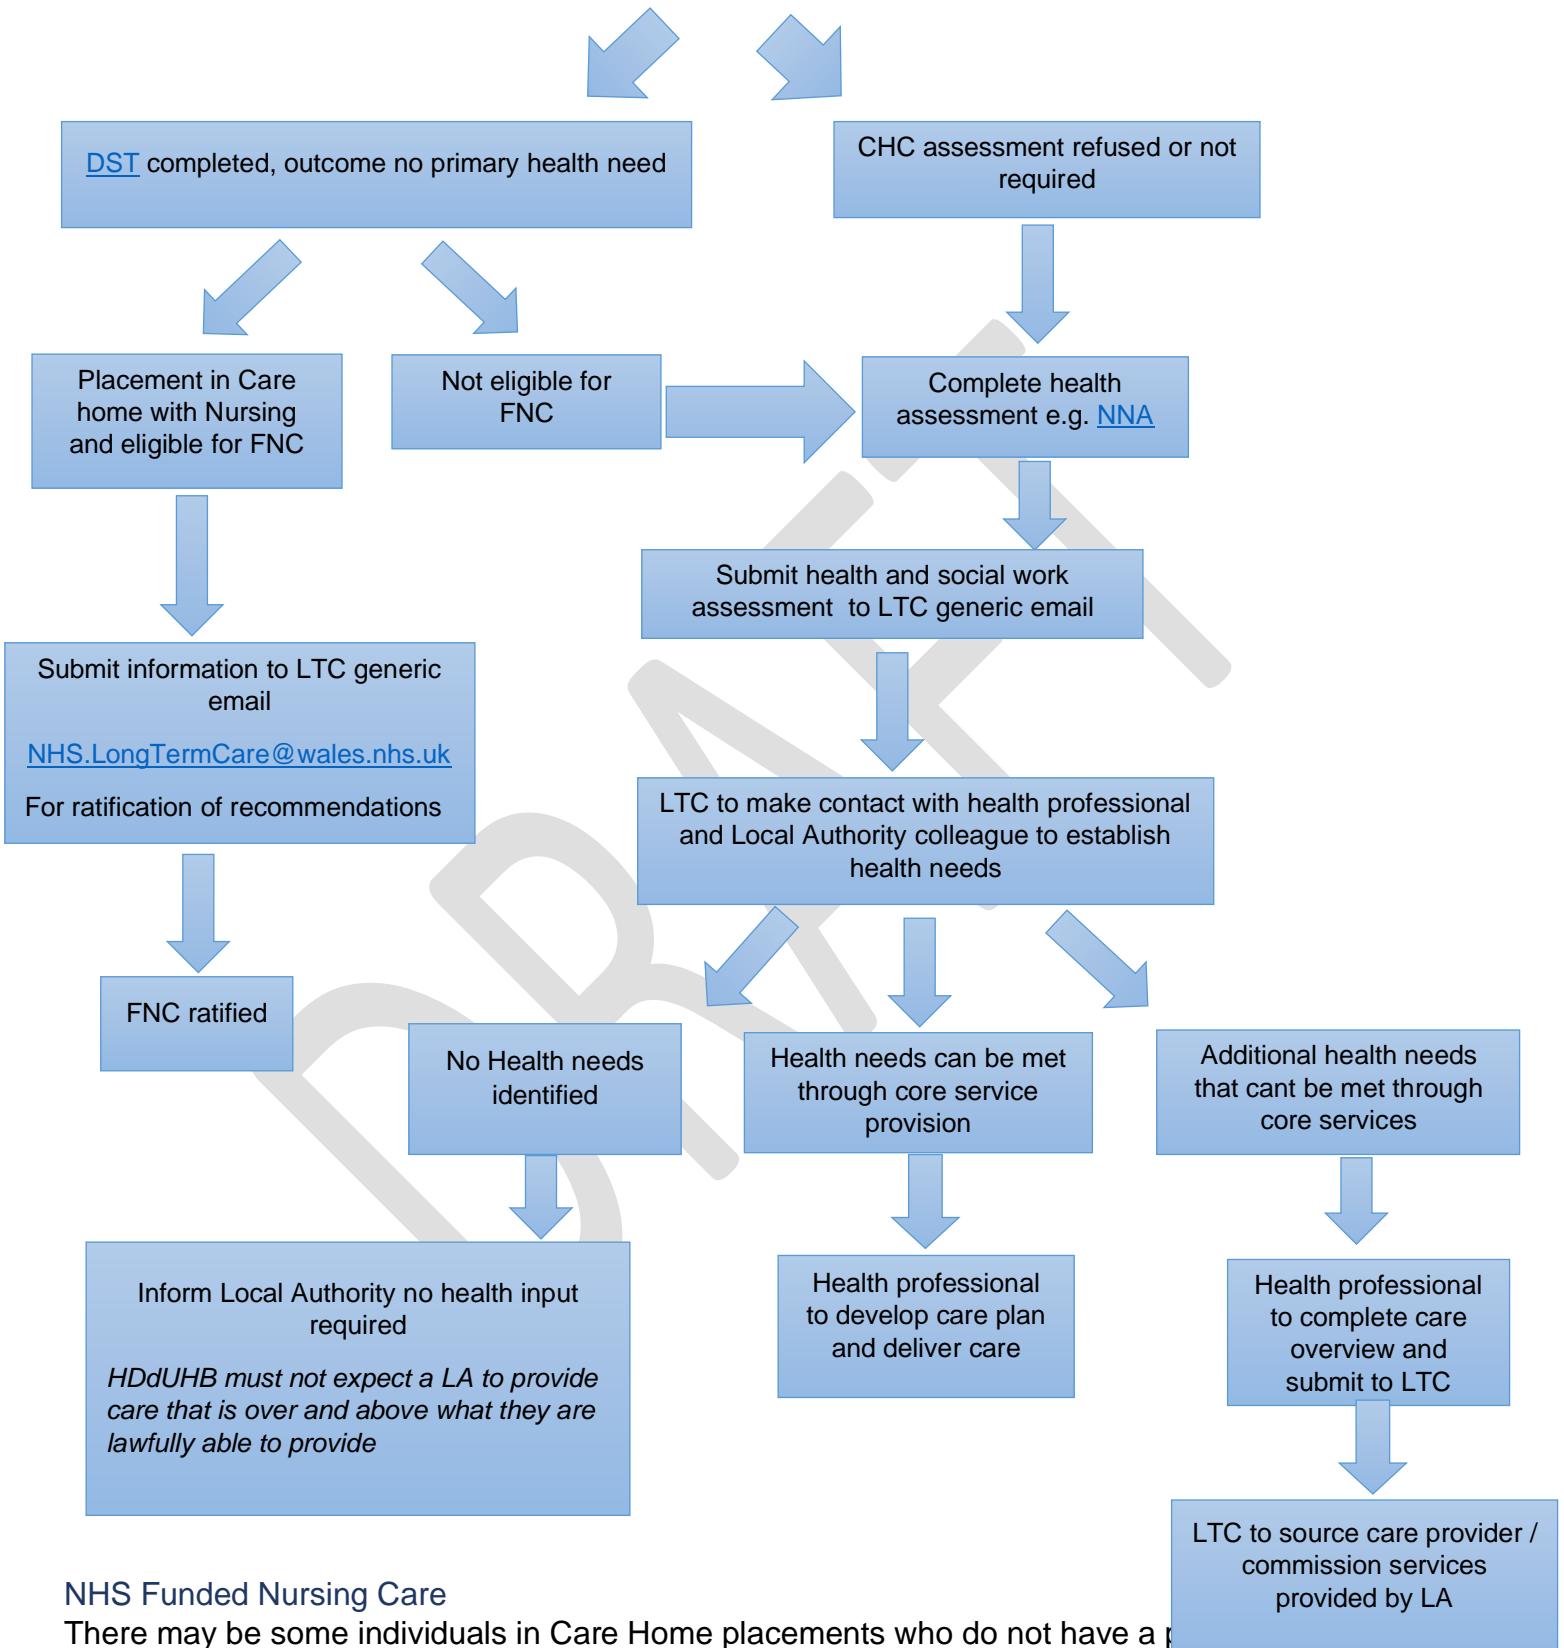 DST completed, outcome no primary health need
CHC assessment refused or not
required
Placement in Care
home with Nursing
and eligible for FNC
Not eligible for
FNC
Complete health
assessment e.g. NNA
Submit health and social work
assessment to LTC generic email
Submit information to LTC generic
email
NHS.LongTermCare@wales.nhs.uk
For ratification of recommendations
LTC to make contact with health professional
and Local Authority colleague to establish
health needs
FNC ratified
No Health needs
identified
Health needs can be met
through core service
provision
Additional health needs
that cant be met through
core services
Inform Local Authority no health input
required
HDdUHB must not expect a LA to provide
care that is over and above what they are
lawfully able to provide
Health professional
to develop care plan
and deliver care
Health professional
to complete care
overview and
submit to LTC
LTC to source care provider /
commission services
provided by LA
NHS Funded Nursing Care
There may be some individuals in Care Home placements who do not have a
DRAFT